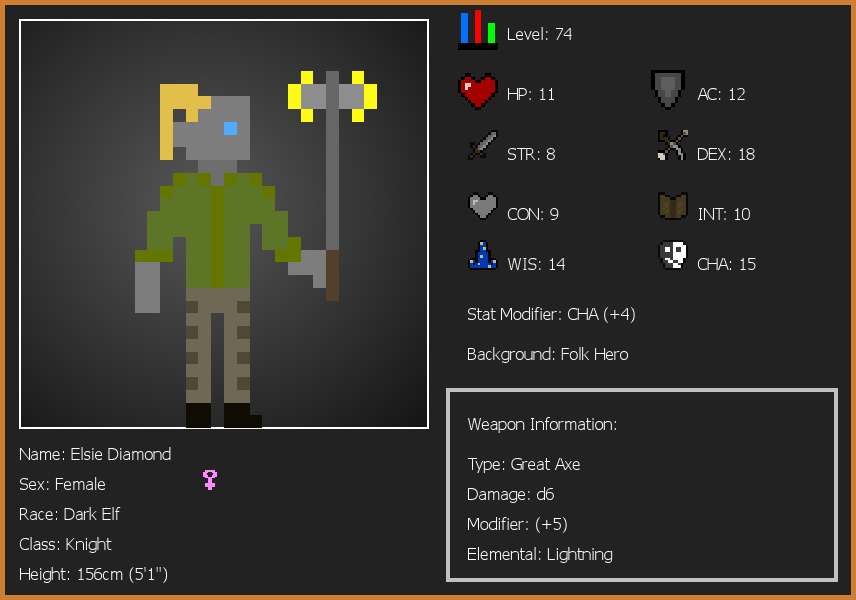 Level: 74
HP: 11
AC: 12
STR: 8
DEX: 18
CON: 9
INT: 10
WIS: 14
CHA: 15
Stat Modifier: CHA (+4)
Background: Folk Hero
Weapon Information:
Type: Great Axe
Damage: d6
Modifier: (+5)
Elemental: Lightning
Name: Elsie Diamond
Sex: Female
Race: Dark Elf
Class: Knight
Height: 156cm (5'1")